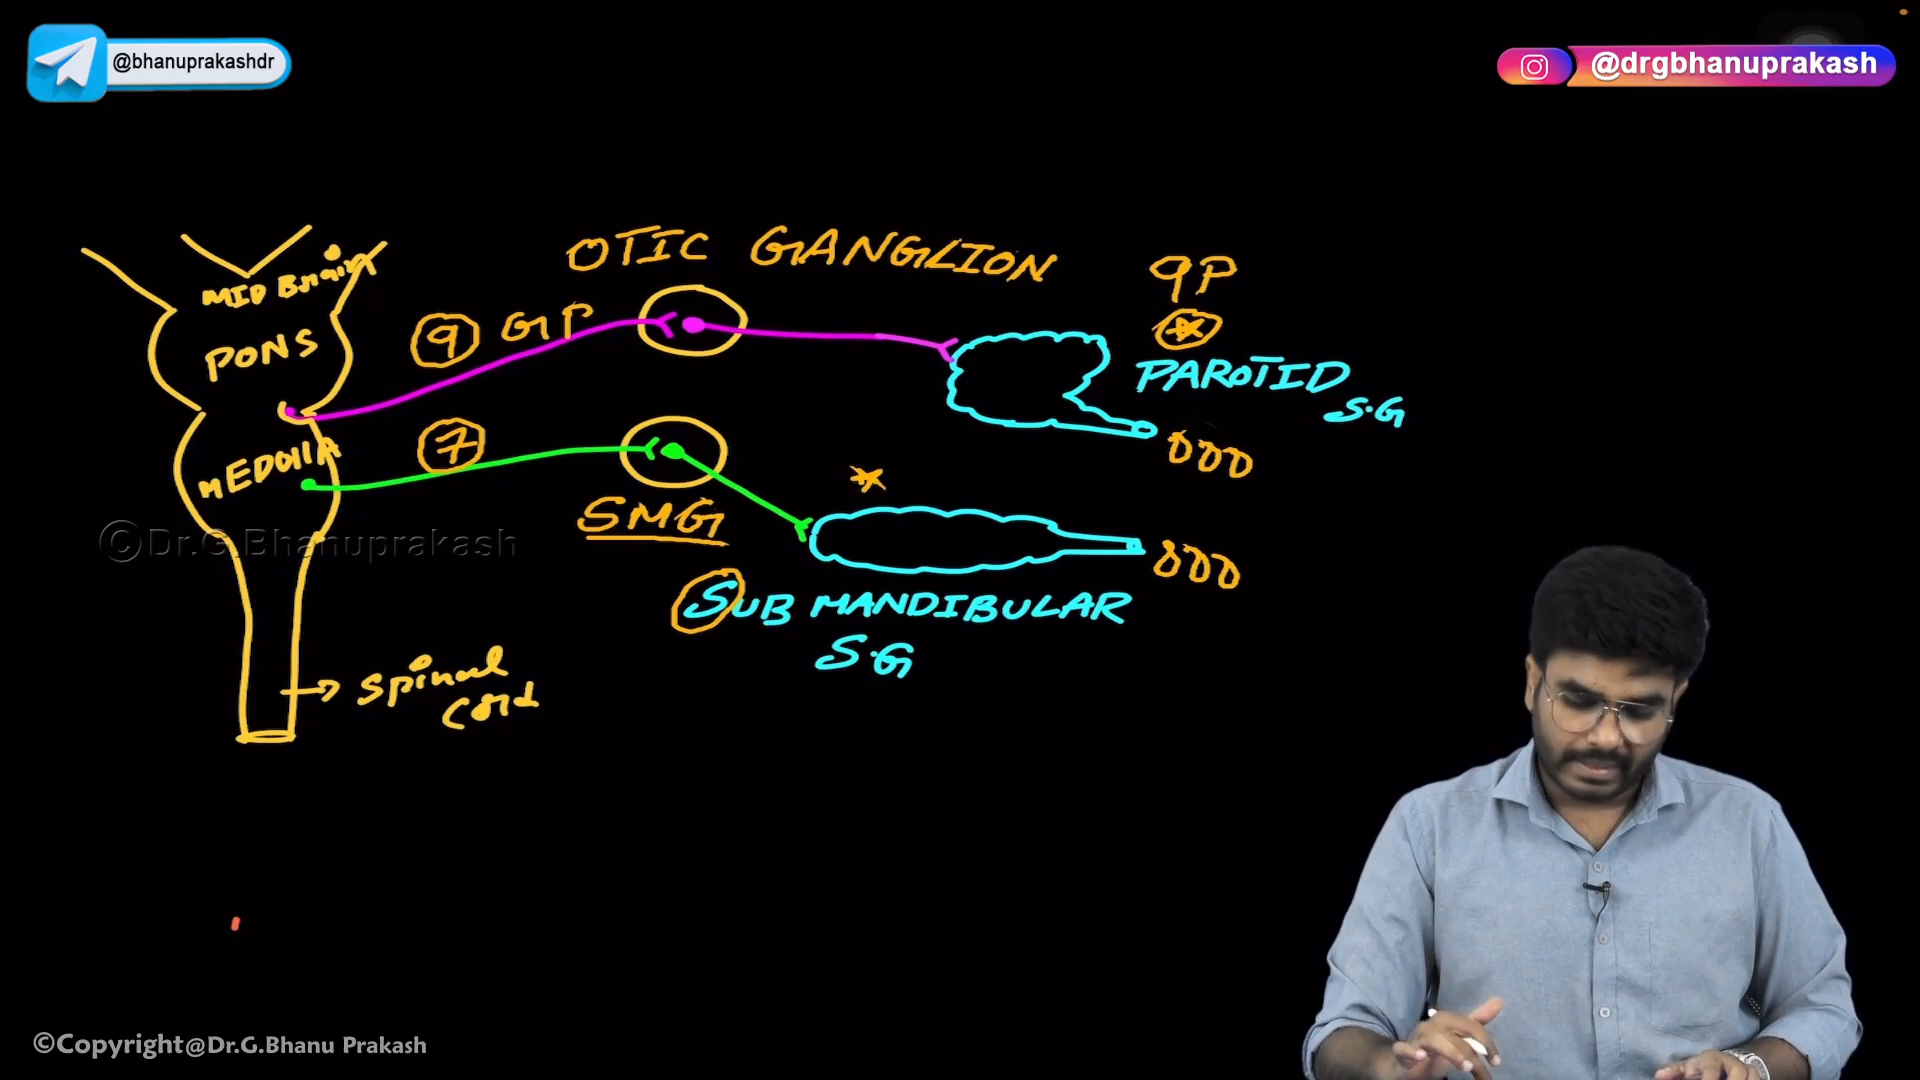 @bhanuprakashdr
@drgbhanuprakash
OTIC GANGLION
9P
MID Brain
9 GP
PONS
PAROTID
S.G
7
MEDULLA
SMG
©Dr.G.Bhanuprakash
SUB MANDIBULAR
S.G
spinal
cord
©Copyright@Dr.G.Bhanu Prakash